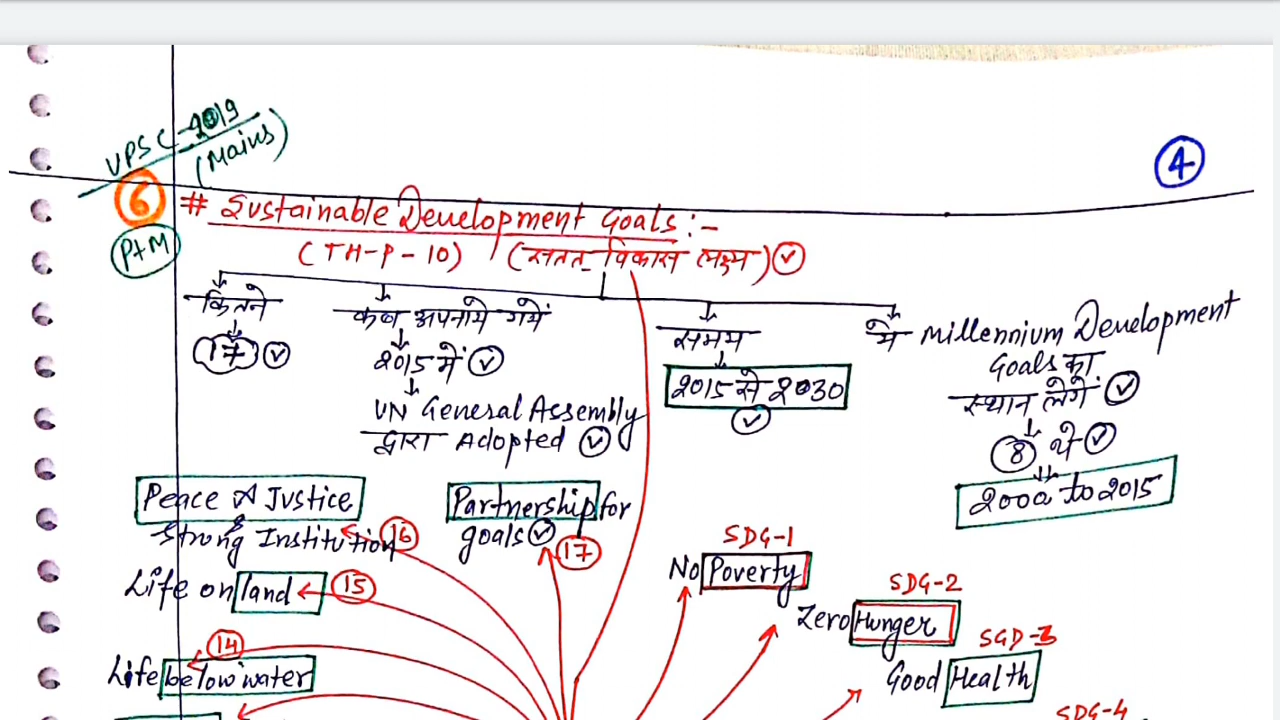 UPSC-2019
(Mains)
4
6
P+M
# Sustainable Development Goals :-
(TH-P-10) (सतत विकास लक्ष्य)
कितने
17
कब अपनाये गये
2015 में
UN General Assembly
द्वारा Adopted
समय
2015 से 2030
ये Millennium Development
Goals का
स्थान लेंगे
8 थे
2000 to 2015
Peace & Justice
&
Strong Institution
16
Partnership for
goals
17
Life on land
15
Life below water
14
SDG-1
No Poverty
SDG-2
Zero Hunger
SGD-3
Good Health
SDG-4